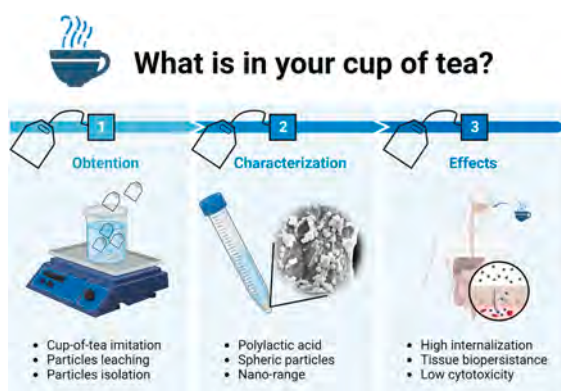 What is in your cup of tea?
1
2
3
Obtention
Characterization
Effects
• Cup-of-tea imitation
• Particles leaching
• Particles isolation
• Polylactic acid
• Spheric particles
• Nano-range
• High internalization
• Tissue biopersistance
• Low cytotoxicity